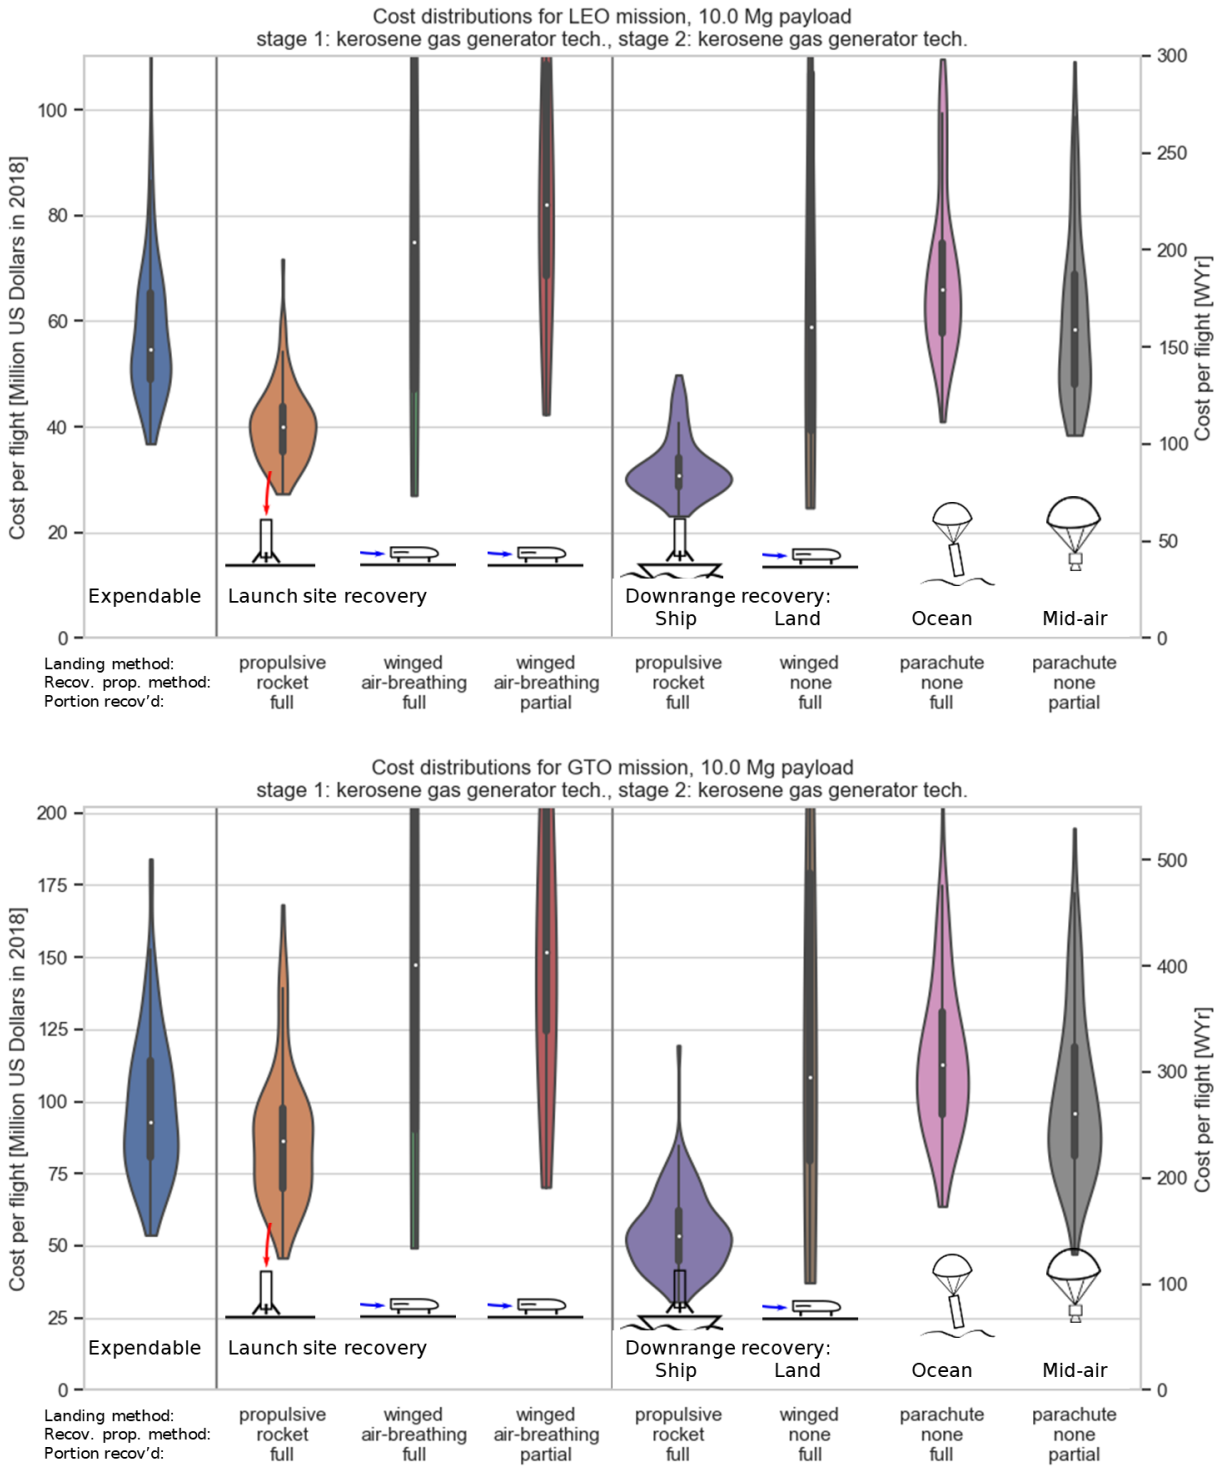 Cost distributions for LEO mission, 10.0 Mg payload
stage 1: kerosene gas generator tech., stage 2: kerosene gas generator tech.
Cost per flight [Million US Dollars in 2018]
100
80
60
40
20
0
300
250
200
150
100
50
0
Cost per flight [WYr]
Expendable
Launch site recovery
Downrange recovery:
Ship Land Ocean Mid-air
Landing method: propulsive winged winged propulsive winged parachute parachute
Recov. prop. method: rocket air-breathing air-breathing rocket none none none
Portion recov'd: full full partial full full full partial
Cost distributions for GTO mission, 10.0 Mg payload
stage 1: kerosene gas generator tech., stage 2: kerosene gas generator tech.
Cost per flight [Million US Dollars in 2018]
200
175
150
125
100
75
50
25
0
500
400
300
200
100
0
Cost per flight [WYr]
Expendable
Launch site recovery
Downrange recovery:
Ship Land Ocean Mid-air
Landing method: propulsive winged winged propulsive winged parachute parachute
Recov. prop. method: rocket air-breathing air-breathing rocket none none none
Portion recov'd: full full partial full full full partial